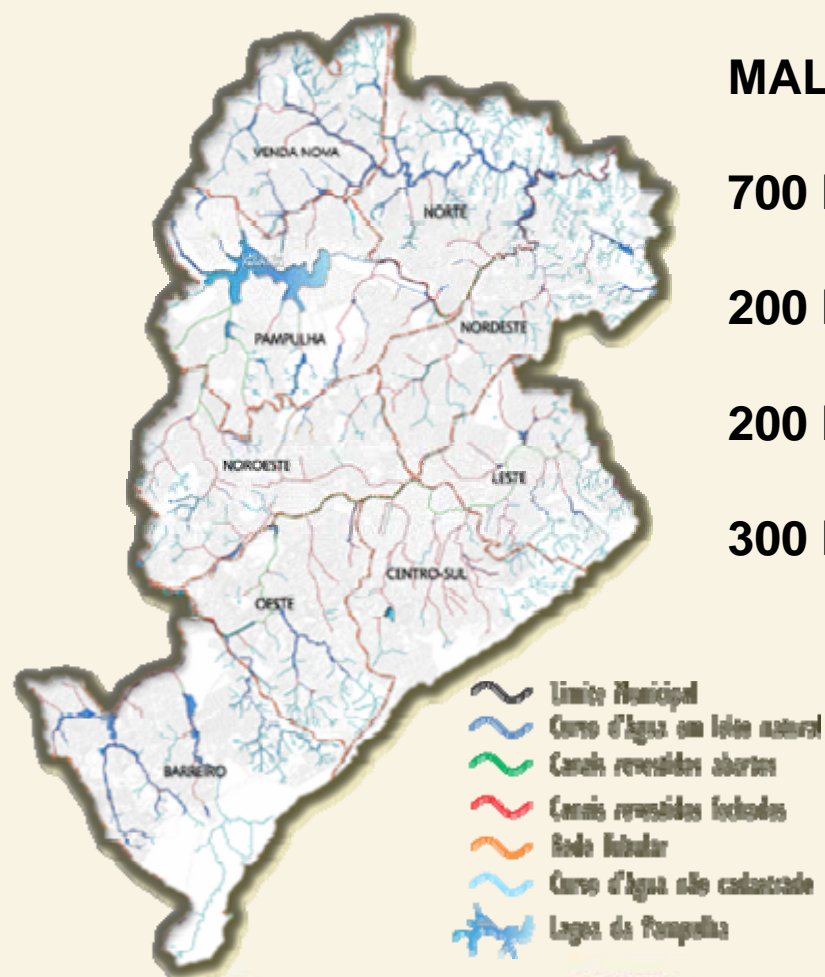 MAL
700
200
200
300
VENDA NOVA
NORTE
PAMPULHA
NORDESTE
NOROESTE
LESTE
CENTRO-SUL
OESTE
BARREIRO
Limite Municipal
Curso d'Água em leito natural
Canais revestidos abertos
Canais revestidos fechados
Rede Tubular
Curso d'Água não cadastrado
Lagoa da Pampulha